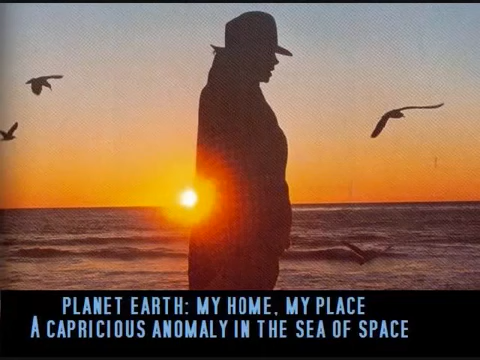 PLANET EARTH: MY HOME, MY PLACE
A CAPRICIOUS ANOMALY IN THE SEA OF SPACE